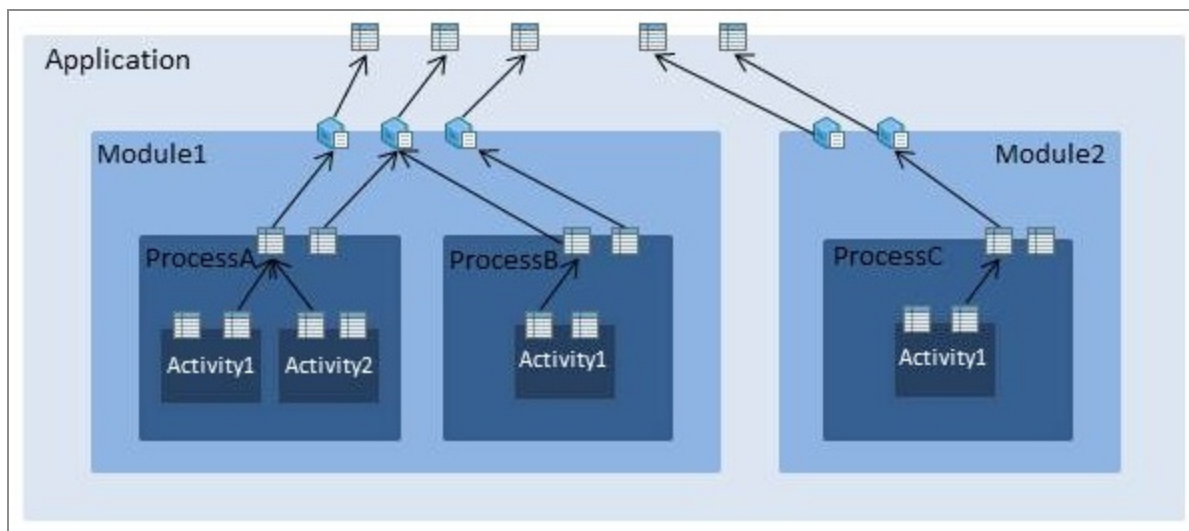 Application
Module1
Module2
ProcessA
ProcessB
ProcessC
Activity1
Activity2
Activity1
Activity1